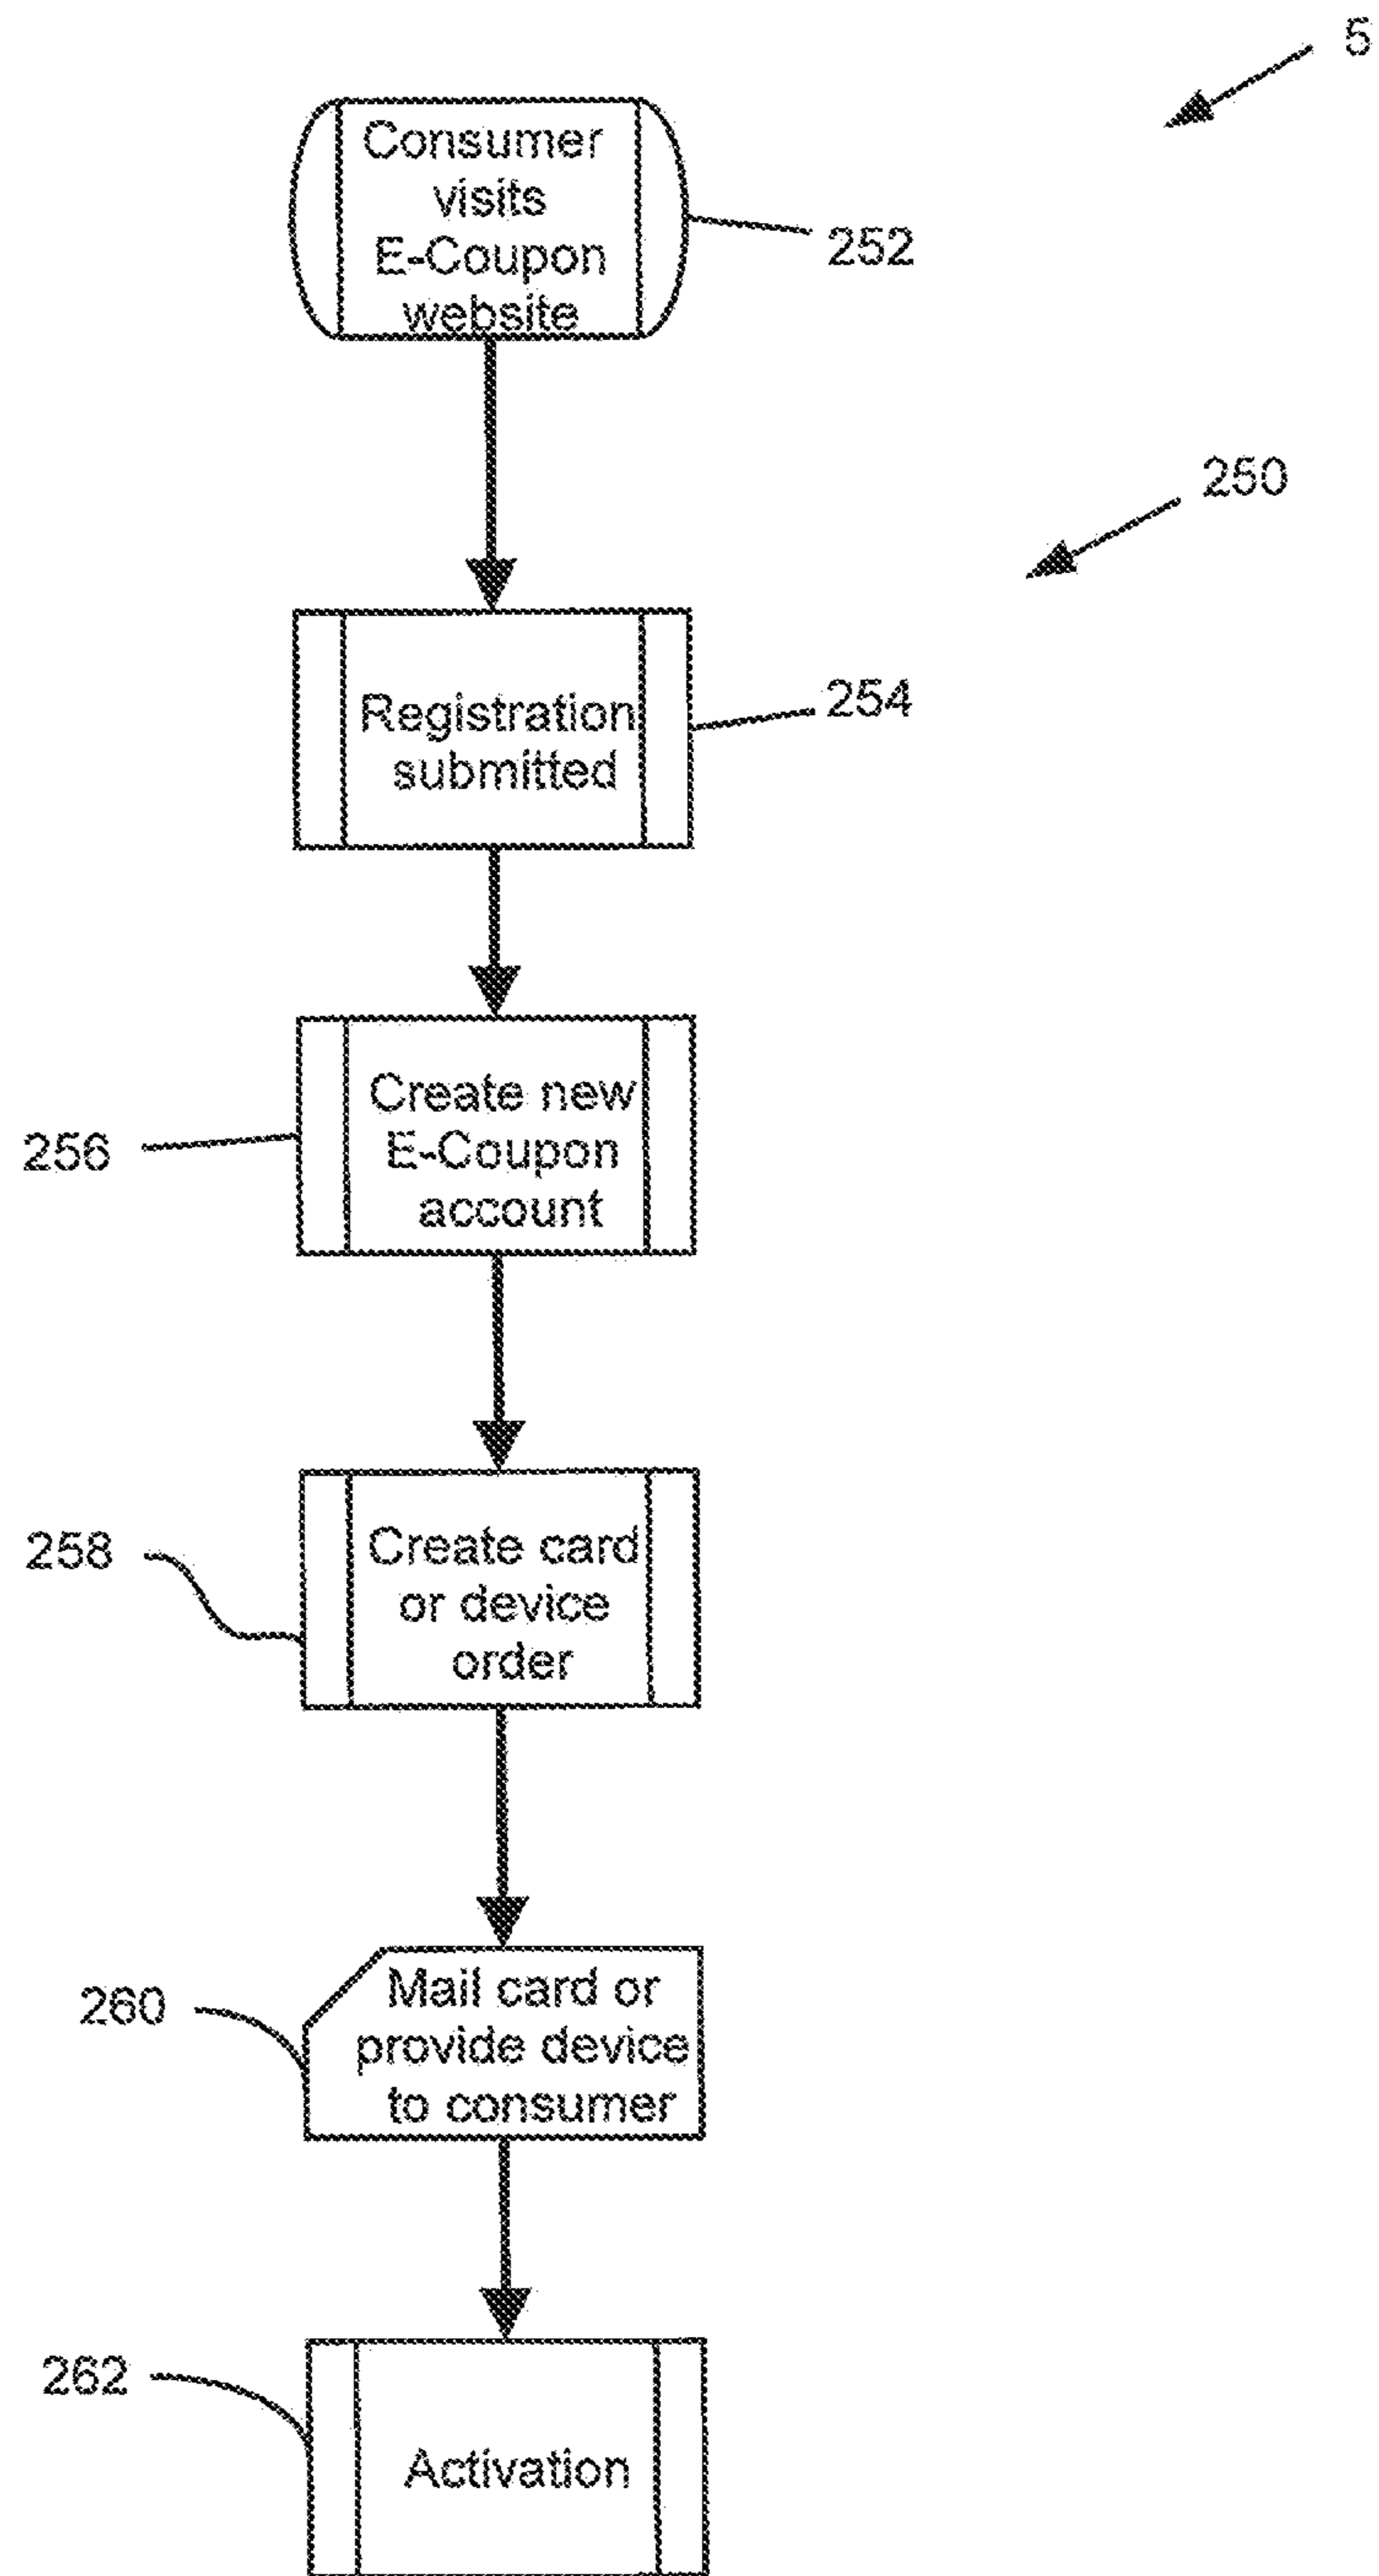 5
Consumer
visits
E-Coupon
website
252
250
Registration
submitted
254
Create new
E-Coupon
account
256
Create card
or device
order
258
Mail card or
provide device
to consumer
260
Activation
262